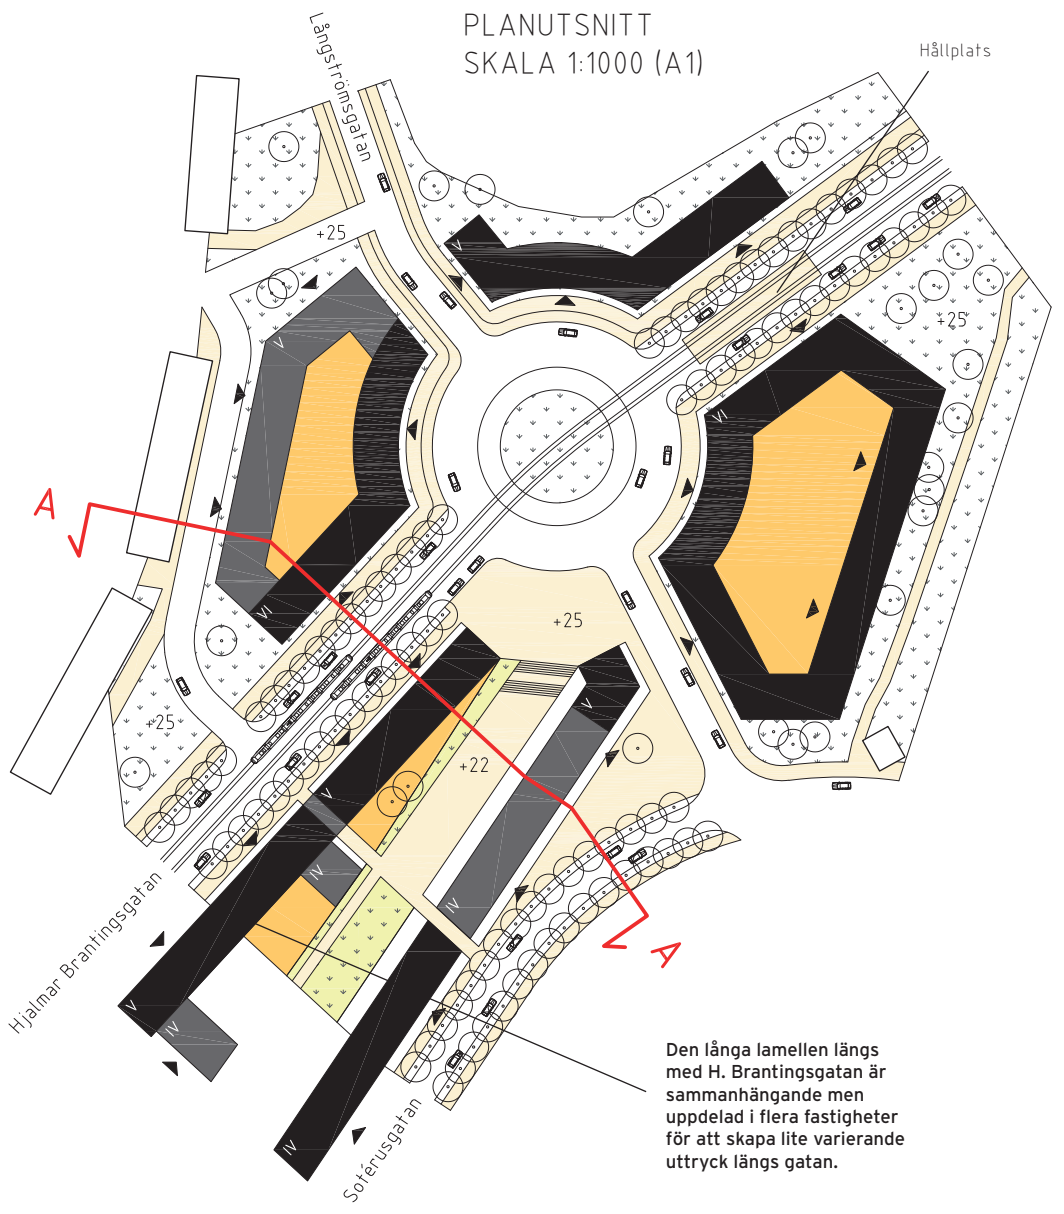 PLANUTSNITT
SKALA 1:1000 (A1)
Hållplats
Långströmsgatan
+25
V
V
+25
VI
A
VI
+25
V
+25
+22
V
IV
IV
Hjalmar Brantingsgatan
V
IV
A
IV
Sotérusgatan
Den långa lamellen längs
med H. Brantingsgatan är
sammanhängande men
uppdelad i flera fastigheter
för att skapa lite varierande
uttryck längs gatan.